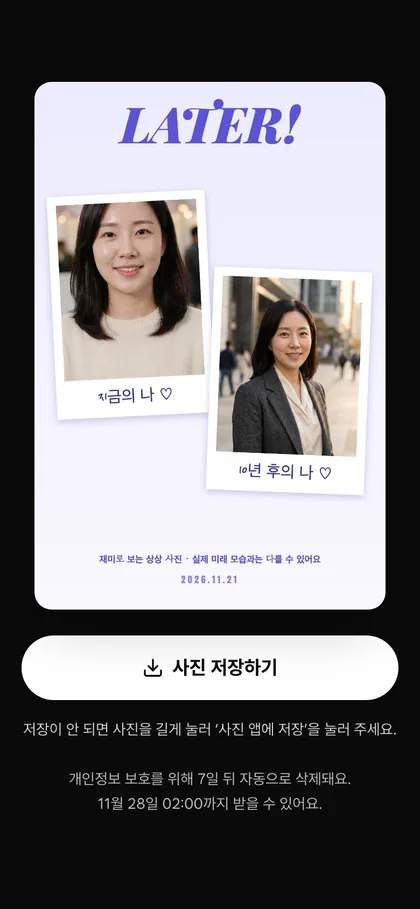 LATER!
지금의 나 ♡
10년 후의 나 ♡
재미로 보는 상상 사진 · 실제 미래 모습과는 다를 수 있어요
2026.11.21
사진 저장하기
저장이 안 되면 사진을 길게 눌러 ‘사진 앱에 저장’을 눌러 주세요.
개인정보 보호를 위해 7일 뒤 자동으로 삭제돼요.
11월 28일 02:00까지 받을 수 있어요.